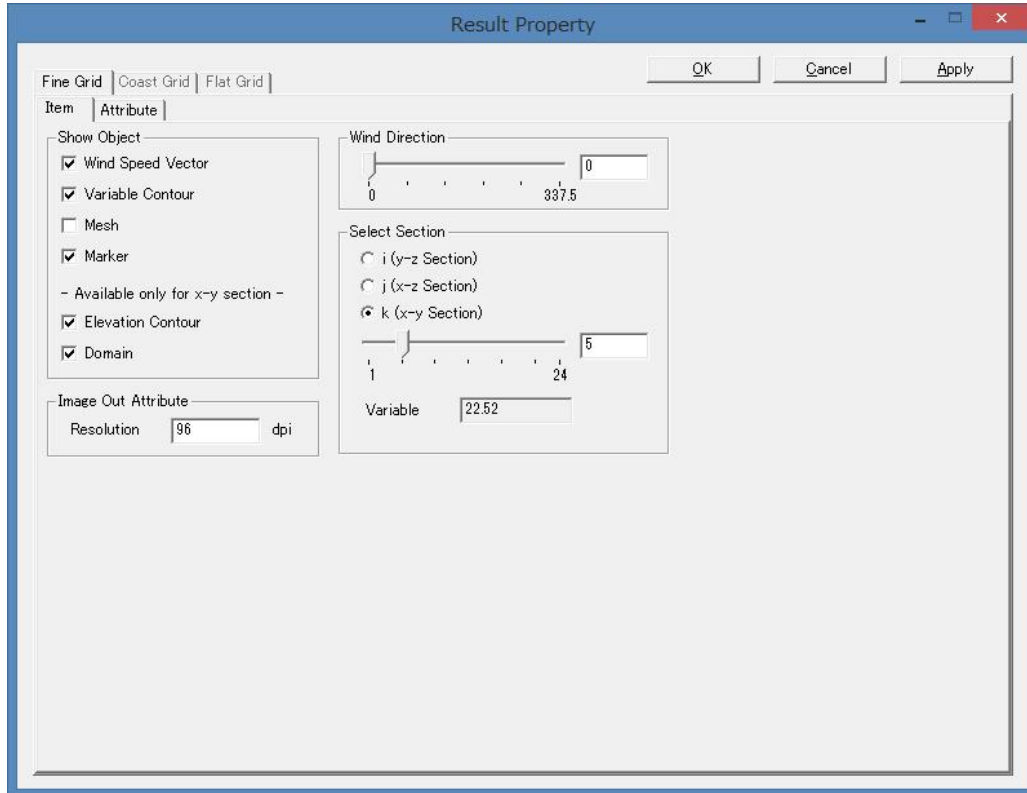 Result Property
OK Cancel Apply
Fine Grid Coast Grid Flat Grid
Item Attribute
Show Object
Wind Speed Vector
Variable Contour
Mesh
Marker
- Available only for x-y section -
Elevation Contour
Domain
Image Out Attribute
Resolution 96 dpi
Wind Direction
0
0 337.5
Select Section
i (y-z Section)
j (x-z Section)
k (x-y Section)
5
1 24
Variable 22.52